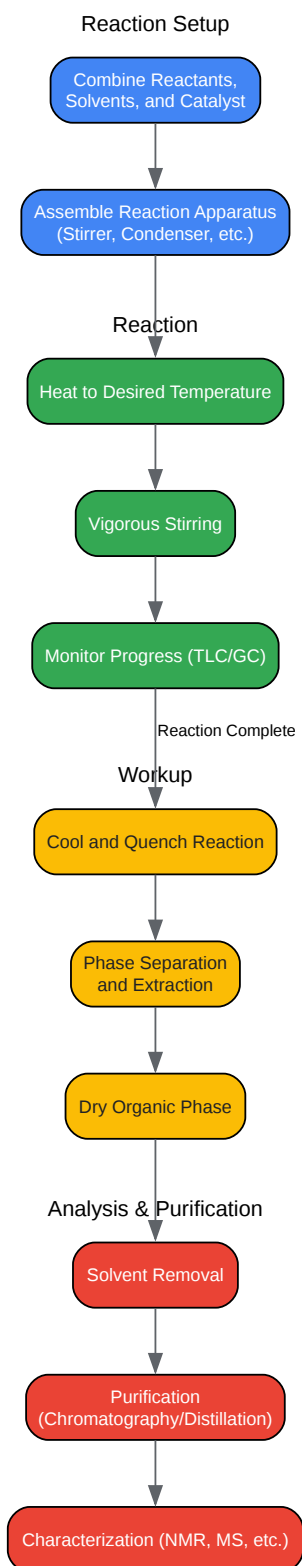 Reaction Setup
Combine Reactants,
Solvents, and Catalyst
Assemble Reaction Apparatus
(Stirrer, Condenser, etc.)
Reaction
Heat to Desired Temperature
Vigorous Stirring
Monitor Progress (TLC/GC)
Reaction Complete
Workup
Cool and Quench Reaction
Phase Separation
and Extraction
Dry Organic Phase
Analysis & Purification
Solvent Removal
Purification
(Chromatography/Distillation)
Characterization (NMR, MS, etc.)